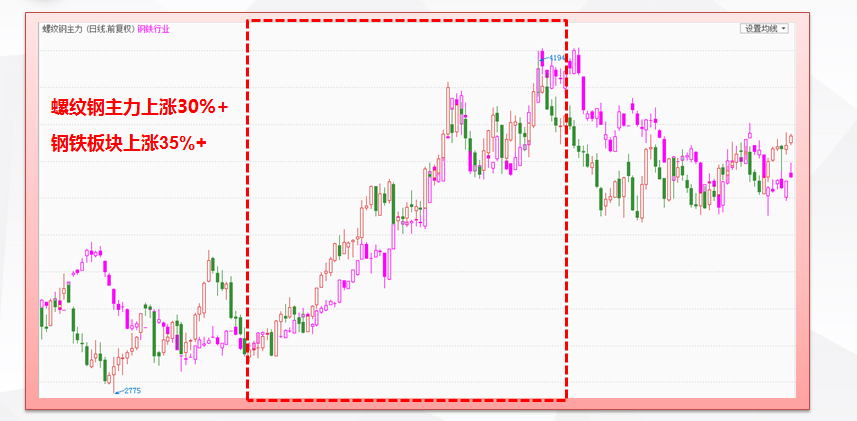 螺纹钢主力 (日线,前复权) 钢铁行业
设置均线
4194
螺纹钢主力上涨30%+
钢铁板块上涨35%+
2775